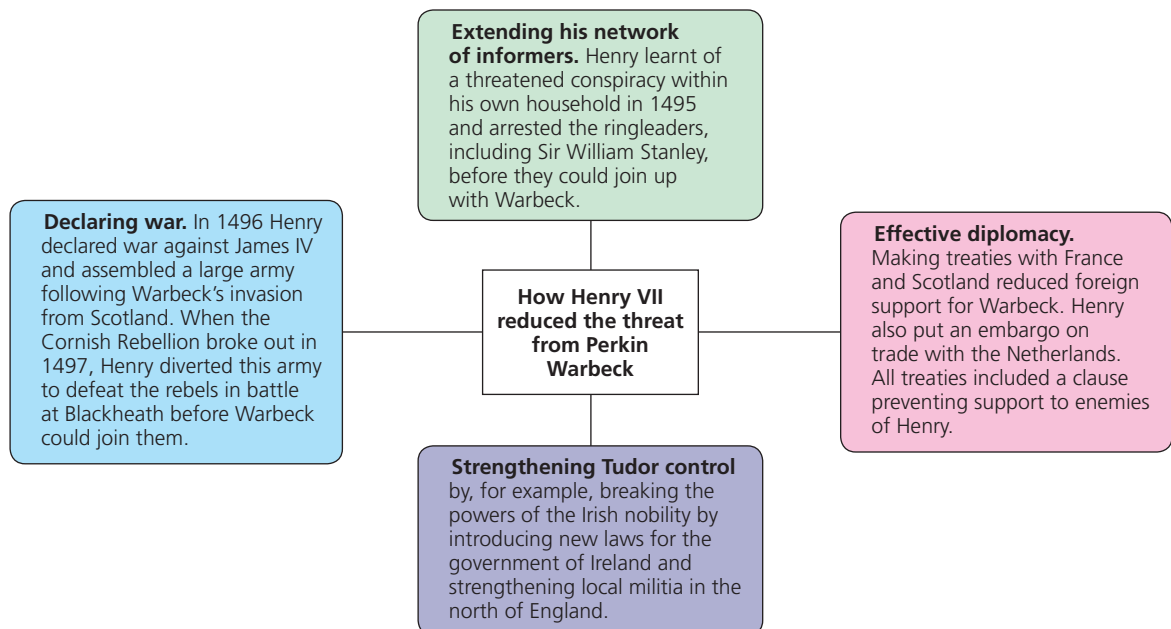 Extending his network
of informers. Henry learnt of
a threatened conspiracy within
his own household in 1495
and arrested the ringleaders,
including Sir William Stanley,
before they could join up
with Warbeck.
Declaring war. In 1496 Henry
declared war against James IV
and assembled a large army
following Warbeck’s invasion
from Scotland. When the
Cornish Rebellion broke out in
1497, Henry diverted this army
to defeat the rebels in battle
at Blackheath before Warbeck
could join them.
How Henry VII
reduced the threat
from Perkin
Warbeck
Effective diplomacy.
Making treaties with France
and Scotland reduced foreign
support for Warbeck. Henry
also put an embargo on
trade with the Netherlands.
All treaties included a clause
preventing support to enemies
of Henry.
Strengthening Tudor control
by, for example, breaking the
powers of the Irish nobility by
introducing new laws for the
government of Ireland and
strengthening local militia in the
north of England.